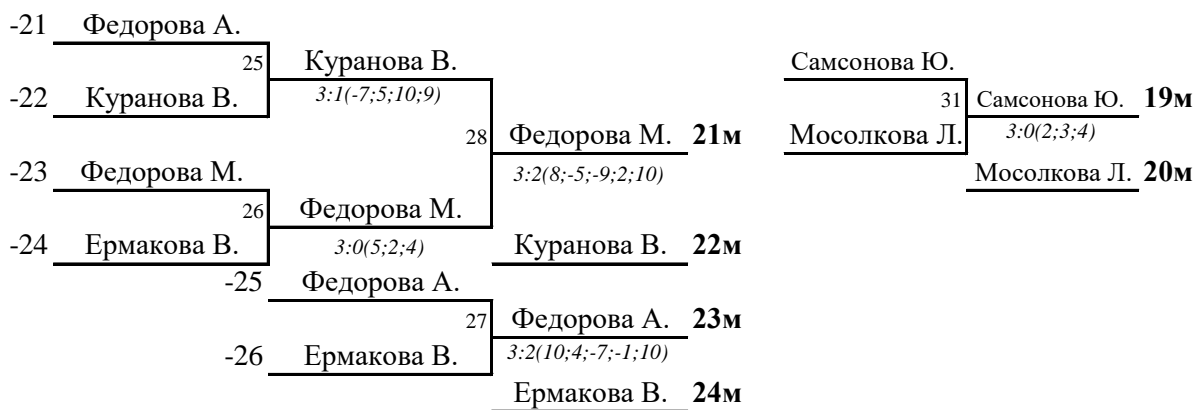 -21 Федорова А.
25 Куранова В. Самсонова Ю.
-22 Куранова В. 3:1(-7;5;10;9) 31 Самсонова Ю. 19м
28 Федорова М. 21м Мосолкова Л. 3:0(2;3;4)
-23 Федорова М. 3:2(8;-5;-9;2;10) Мосолкова Л. 20м
26 Федорова М.
-24 Ермакова В. 3:0(5;2;4) Куранова В. 22м
-25 Федорова А.
27 Федорова А. 23м
-26 Ермакова В. 3:2(10;4;-7;-1;10)
Ермакова В. 24м